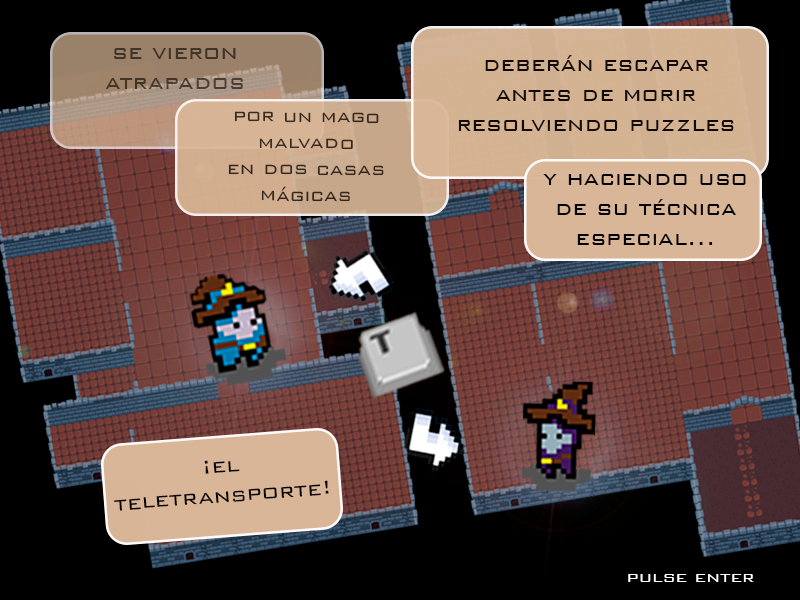 SE VIERON
ATRAPADOS
POR UN MAGO
MALVADO
EN DOS CASAS
MÁGICAS
DEBERÁN ESCAPAR
ANTES DE MORIR
RESOLVIENDO PUZZLES
Y HACIENDO USO
DE SU TÉCNICA
ESPECIAL...
T
¡EL
TELETRANSPORTE!
PULSE ENTER